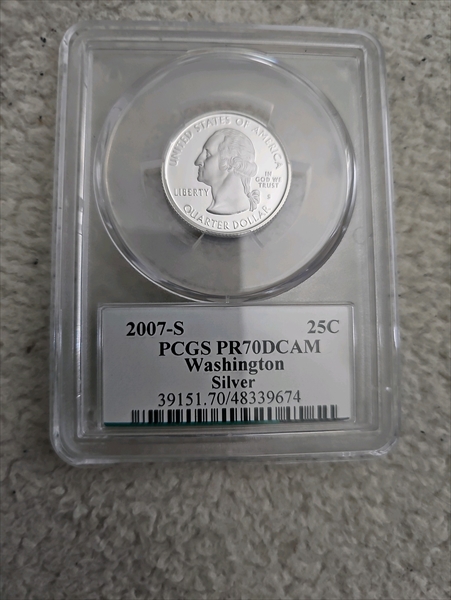 UNITED STATES OF AMERICA
LIBERTY
IN
GOD WE
TRUST
S
QUARTER DOLLAR
2007-S 25C
PCGS PR70DCAM
Washington
Silver
39151.70/48339674